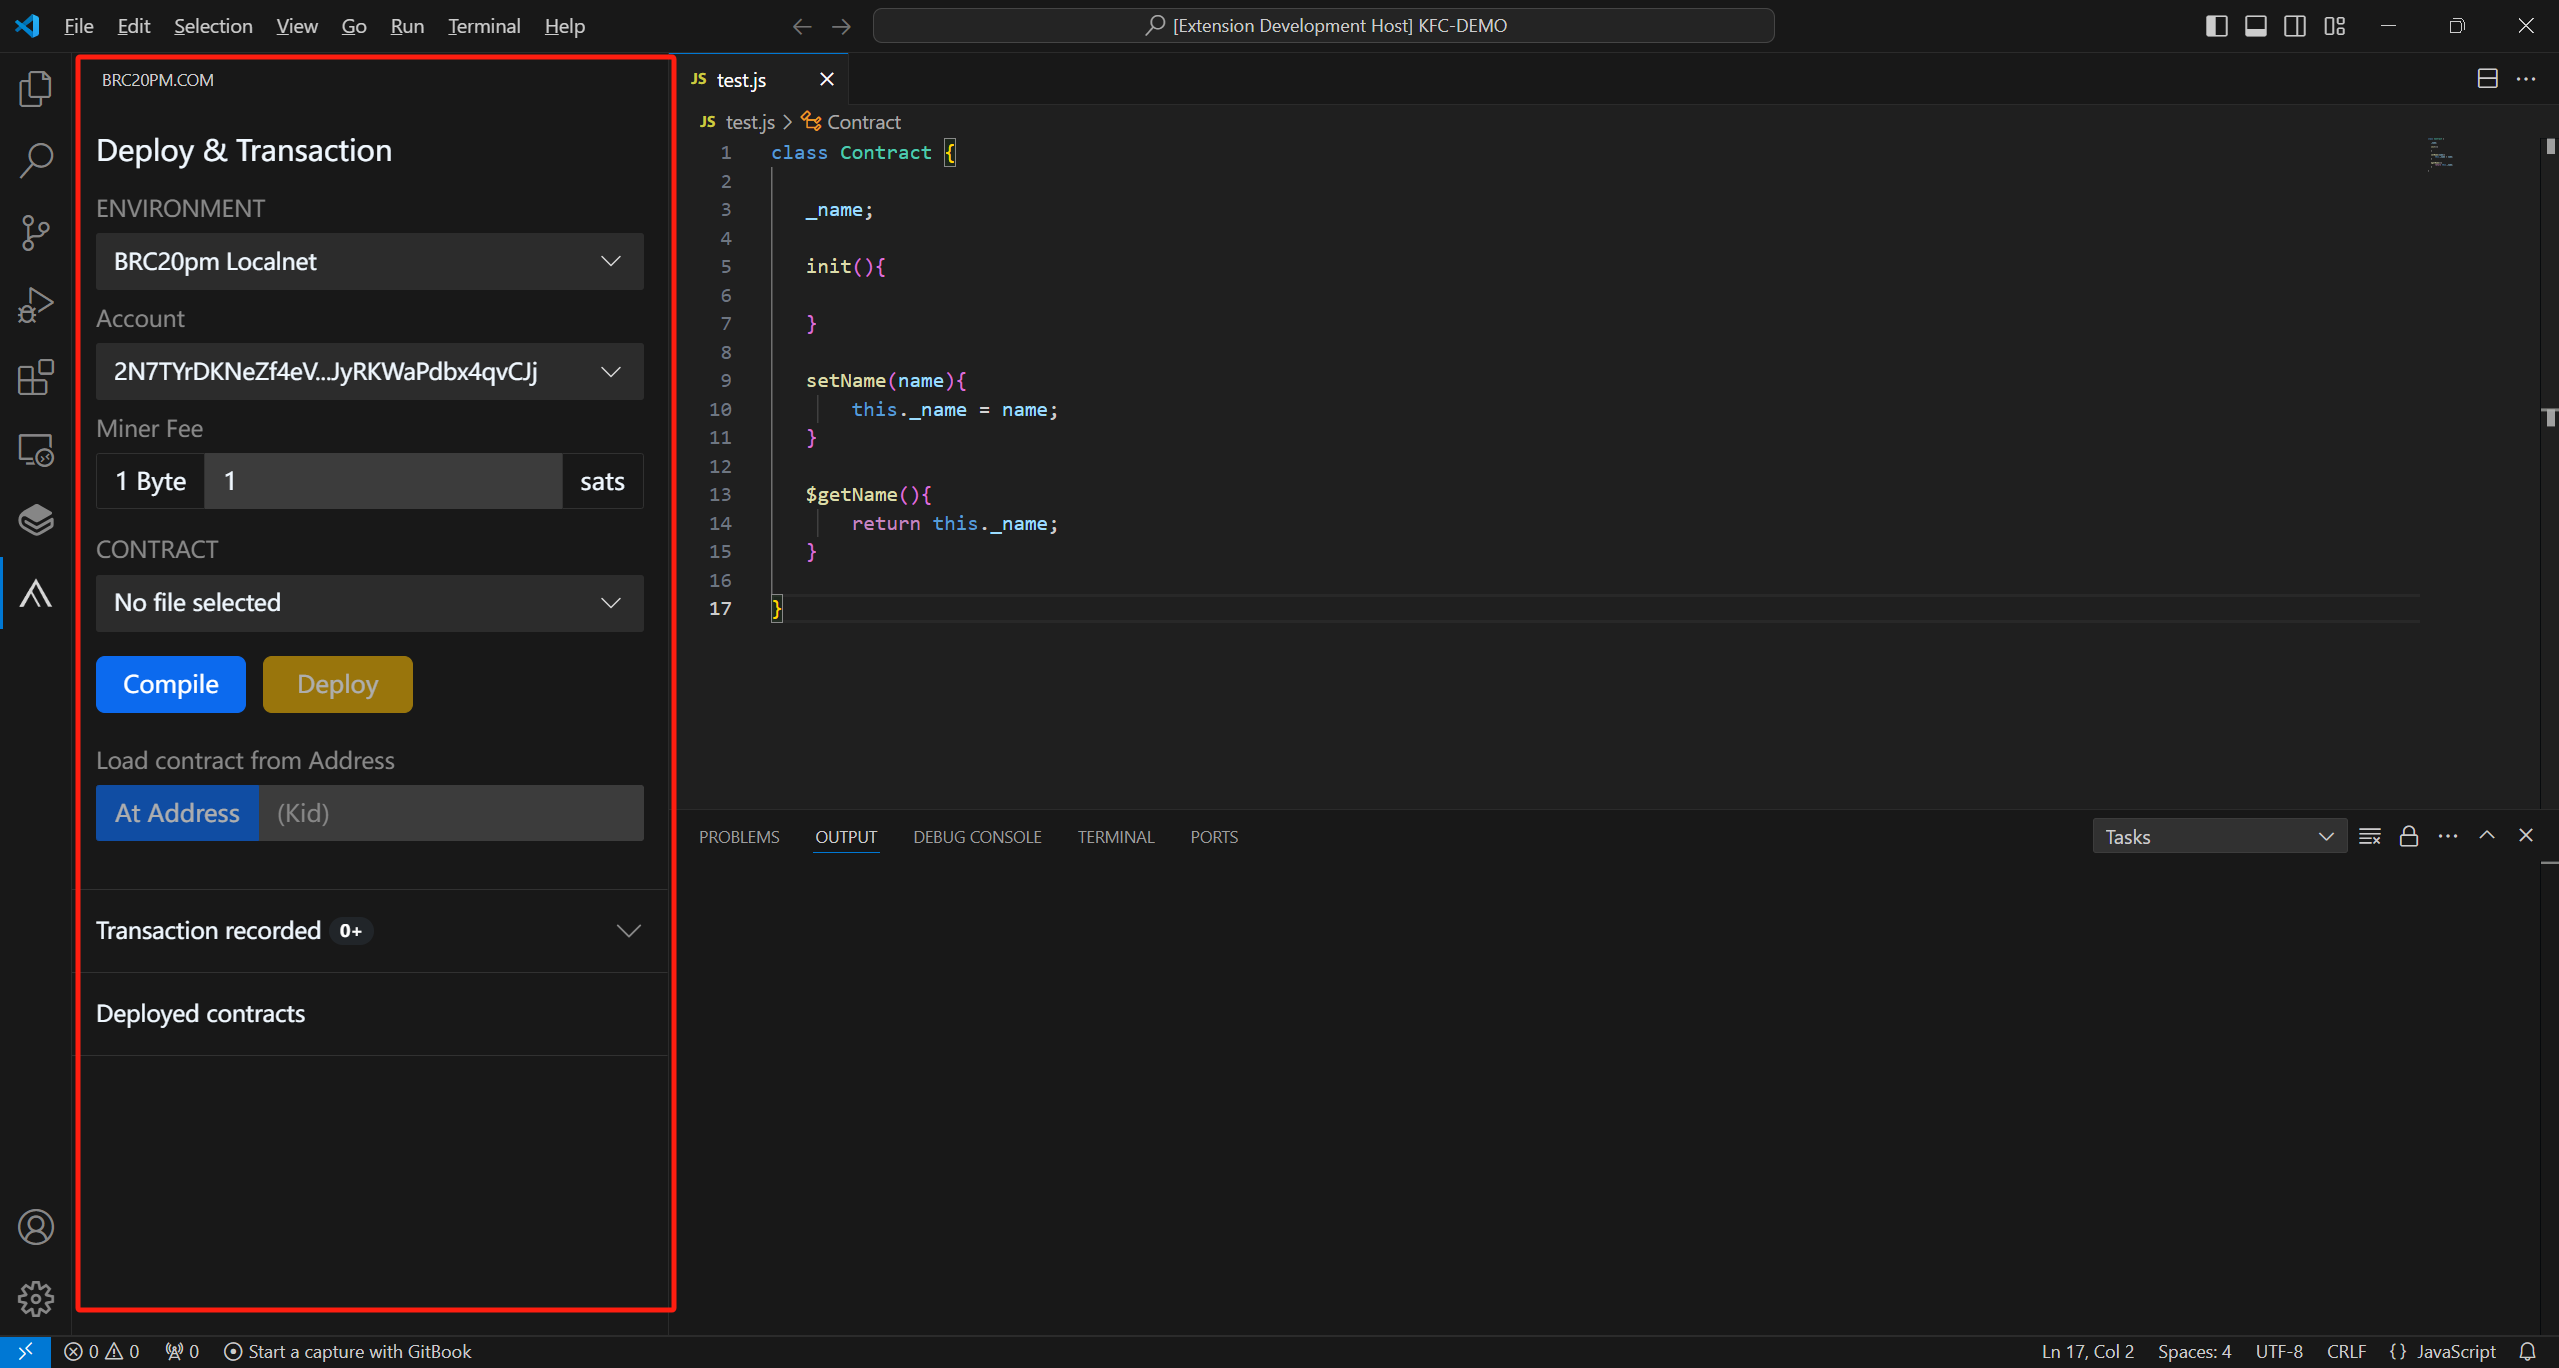 File Edit Selection View Go Run Terminal Help
[Extension Development Host] KFC-DEMO
BRC20PM.COM
Deploy & Transaction
ENVIRONMENT
BRC20pm Localnet
Account
2N7TYrDKNeZf4eV...JyRKWaPdbx4qvCJj
Miner Fee
1 Byte 1 sats
CONTRACT
No file selected
Compile Deploy
Load contract from Address
At Address (Kid)
Transaction recorded 0+
Deployed contracts
JS test.js
JS test.js > Contract
1 class Contract {
2
3 _name;
4
5 init(){
6
7 }
8
9 setName(name){
10 this._name = name;
11 }
12
13 $getName(){
14 return this._name;
15 }
16
17 }
PROBLEMS OUTPUT DEBUG CONSOLE TERMINAL PORTS Tasks
0 0 0 Start a capture with GitBook Ln 17, Col 2 Spaces: 4 UTF-8 CRLF {} JavaScript